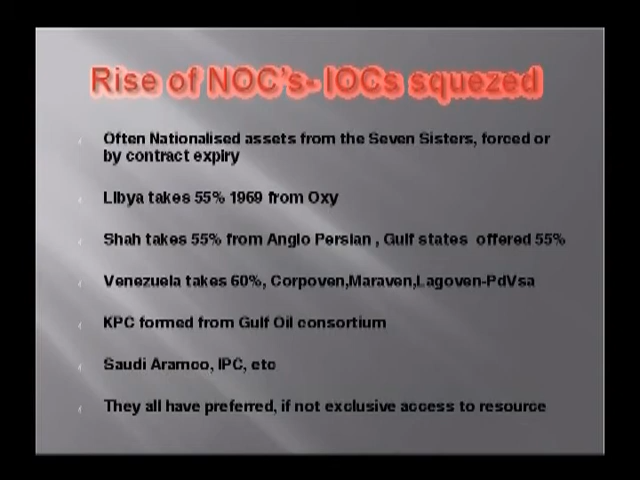 Rise of NOC's- IOCs squezed
Often Nationalised assets from the Seven Sisters, forced or
by contract expiry
Libya takes 55% 1969 from Oxy
Shah takes 55% from Anglo Persian , Gulf states offered 55%
Venezuela takes 60%, Corpoven,Maraven,Lagoven-PdVsa
KPC formed from Gulf Oil consortium
Saudi Aramco, IPC, etc
They all have preferred, if not exclusive access to resource